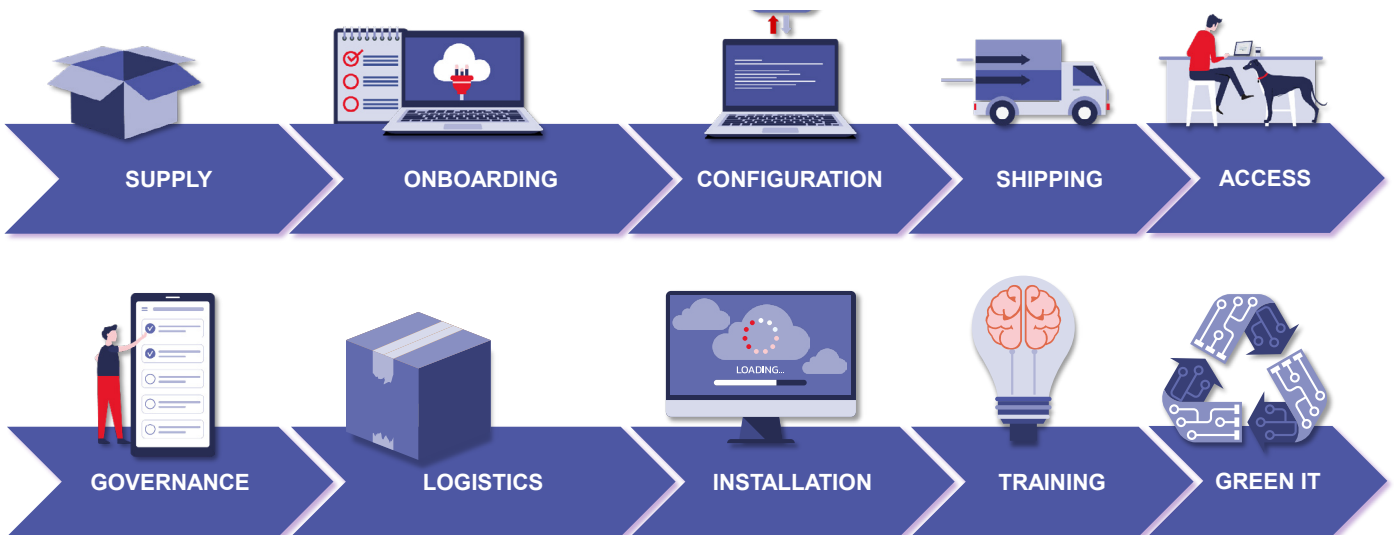 SUPPLY
ONBOARDING
CONFIGURATION
SHIPPING
ACCESS
LOADING...
GOVERNANCE
LOGISTICS
INSTALLATION
TRAINING
GREEN IT